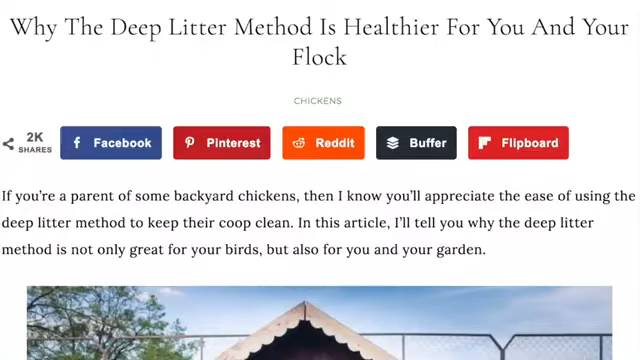 Why The Deep Litter Method Is Healthier For You And Your
Flock
CHICKENS
2K
SHARES
Facebook
Pinterest
Reddit
Buffer
Flipboard
If you're a parent of some backyard chickens, then I know you'll appreciate the ease of using the
deep litter method to keep their coop clean. In this article, I'll tell you why the deep litter
method is not only great for your birds, but also for you and your garden.